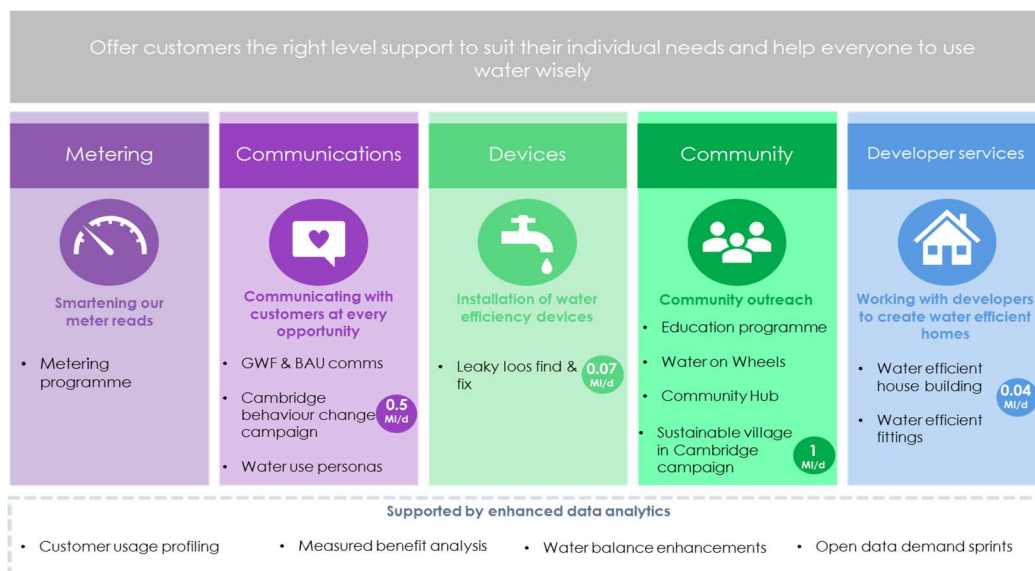 Offer customers the right level support to suit their individual needs and help everyone to use
water wisely
Metering
Smartening our
meter reads
• Metering
programme
Communications
Communicating with
customers at every
opportunity
• GWF & BAU comms
• Cambridge
behaviour change
campaign
0.5
Ml/d
• Water use personas
Devices
Installation of water
efficiency devices
• Leaky loos find &
fix
0.07
Ml/d
Community
Community outreach
• Education programme
• Water on Wheels
• Community Hub
• Sustainable village
in Cambridge
campaign
1
Ml/d
Developer services
Working with developers
to create water efficient
homes
• Water efficient
house building
0.04
Ml/d
• Water efficient
fittings
Supported by enhanced data analytics
• Customer usage profiling
• Measured benefit analysis
• Water balance enhancements
• Open data demand sprints